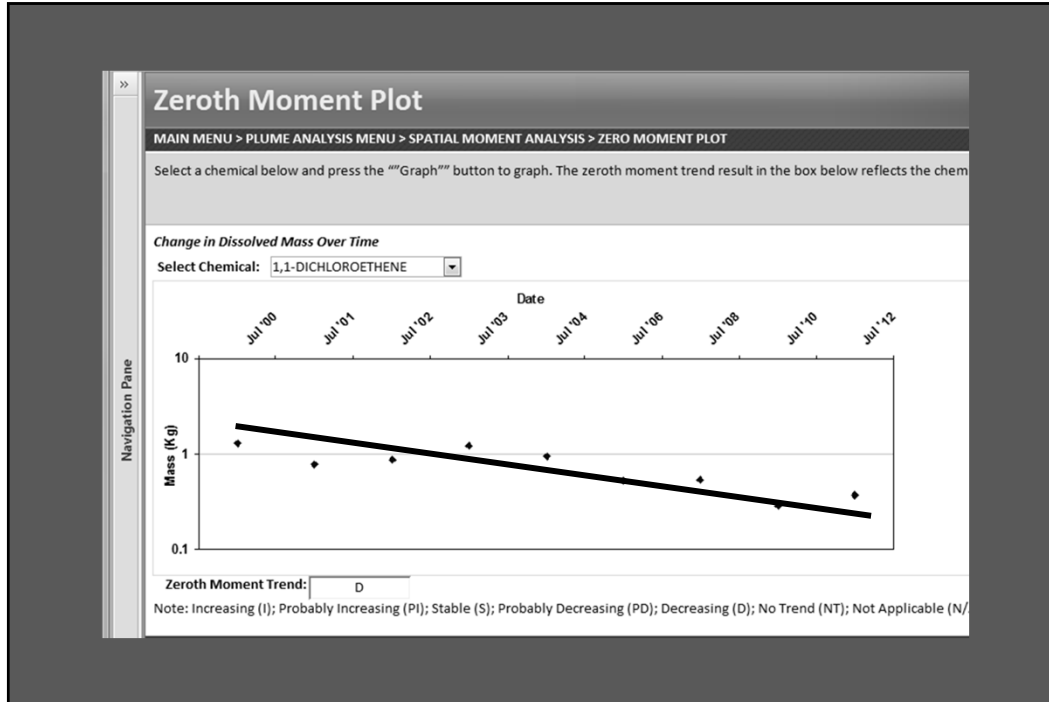 »
Zeroth Moment Plot
MAIN MENU > PLUME ANALYSIS MENU > SPATIAL MOMENT ANALYSIS > ZERO MOMENT PLOT
Select a chemical below and press the “”Graph”” button to graph. The zeroth moment trend result in the box below reflects the chem
Change in Dissolved Mass Over Time
Select Chemical: 1,1-DICHLOROETHENE
Date
Jul '00 Jul '01 Jul '02 Jul '03 Jul '04 Jul '06 Jul '08 Jul '10 Jul '12
10
1
0.1
Mass (Kg)
Navigation Pane
Zeroth Moment Trend: D
Note: Increasing (I); Probably Increasing (PI); Stable (S); Probably Decreasing (PD); Decreasing (D); No Trend (NT); Not Applicable (N/